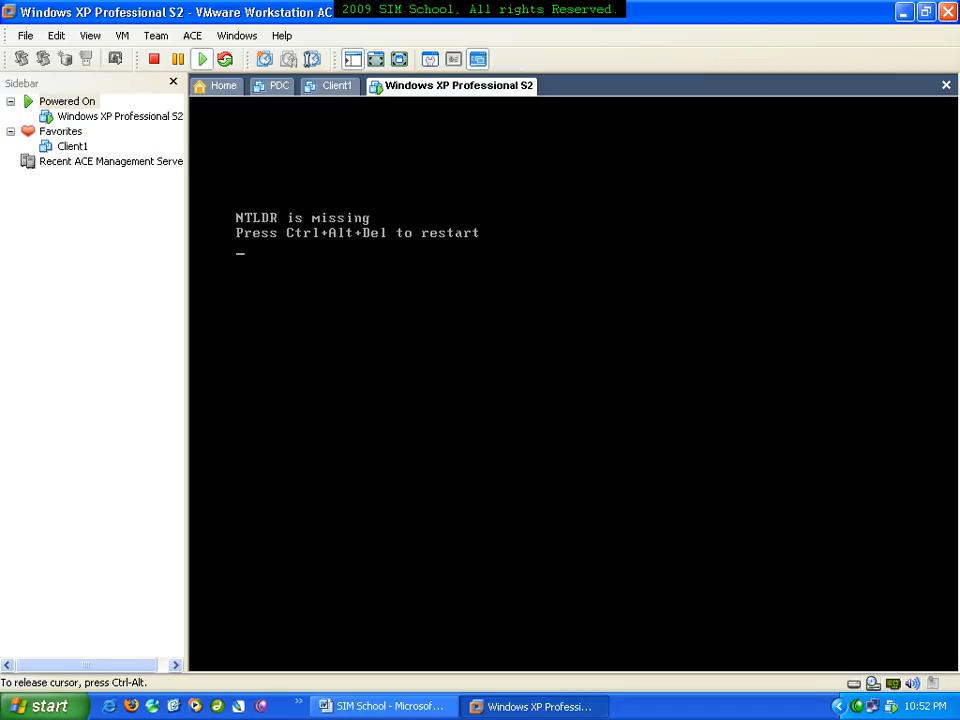 Windows XP Professional S2 - VMware Workstation AC
2009 SIM School, All rights Reserved.
File Edit View VM Team ACE Windows Help
Sidebar
Home PDC Client1 Windows XP Professional S2
Powered On
Windows XP Professional S2
Favorites
Client1
Recent ACE Management Serve
NTLDR is missing
Press Ctrl+Alt+Del to restart
To release cursor, press Ctrl-Alt.
start SIM School - Microsof... Windows XP Professi... 10:52 PM